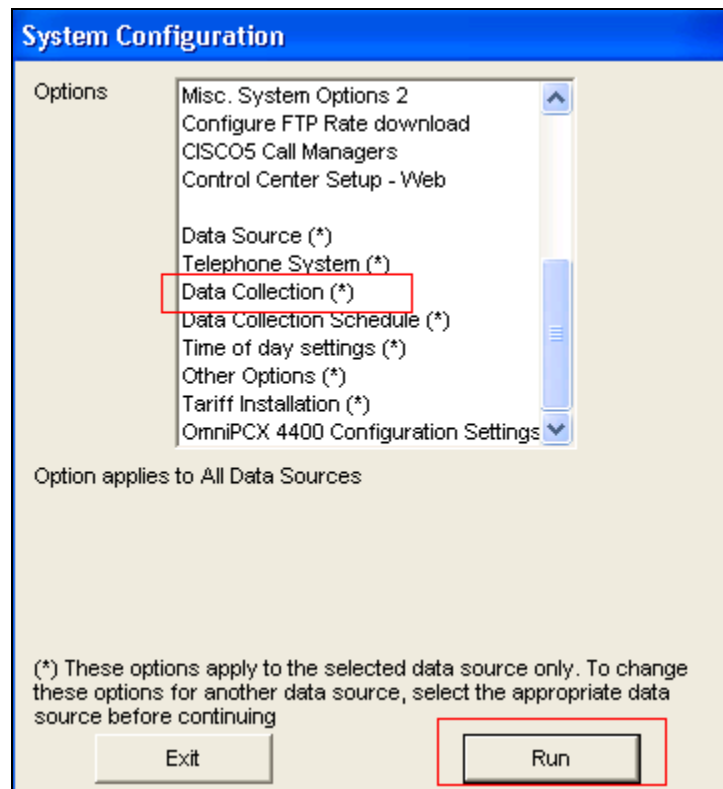 System Configuration
Options
Misc. System Options 2
Configure FTP Rate download
CISCO5 Call Managers
Control Center Setup - Web
Data Source (*)
Telephone System (*)
Data Collection (*)
Data Collection Schedule (*)
Time of day settings (*)
Other Options (*)
Tariff Installation (*)
OmniPCX 4400 Configuration Settings
Option applies to All Data Sources
(*) These options apply to the selected data source only. To change
these options for another data source, select the appropriate data
source before continuing
Exit
Run